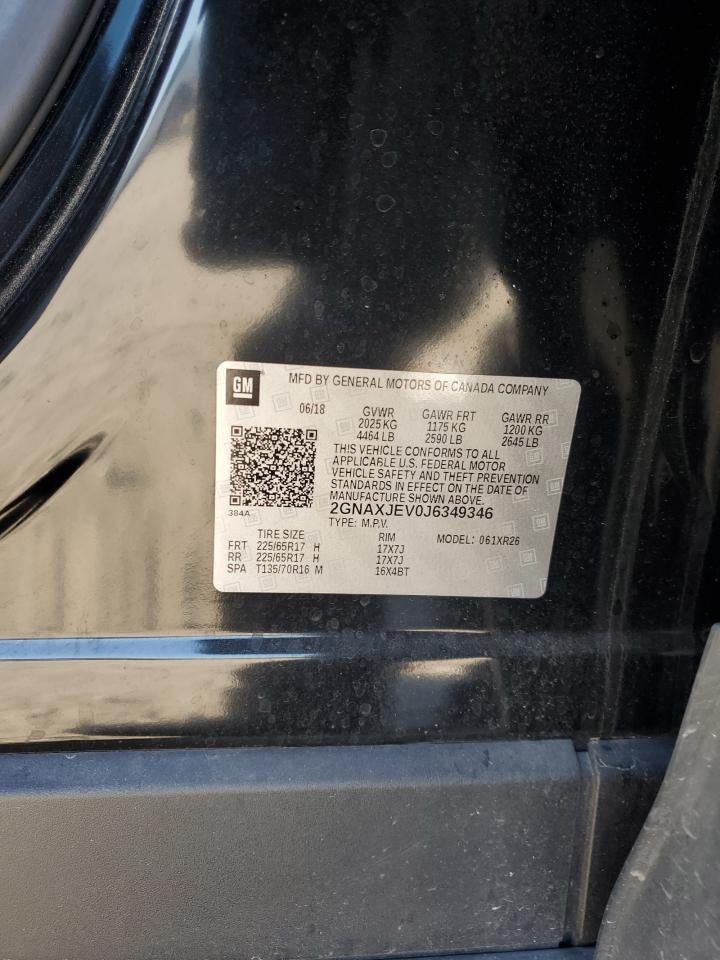 GM MFD BY GENERAL MOTORS OF CANADA COMPANY
06/18 GVWR GAWR FRT GAWR RR
2025 KG 1175 KG 1200 KG
4464 LB 2590 LB 2645 LB
THIS VEHICLE CONFORMS TO ALL
APPLICABLE U.S. FEDERAL MOTOR
VEHICLE SAFETY AND THEFT PREVENTION
STANDARDS IN EFFECT ON THE DATE OF
MANUFACTURE SHOWN ABOVE.
384A 2GNAXJEV0J6349346
TYPE: M.P.V.
TIRE SIZE RIM MODEL: 061XR26
FRT 225/65R17 H 17X7J
RR 225/65R17 H 17X7J
SPA T135/70R16 M 16X4BT